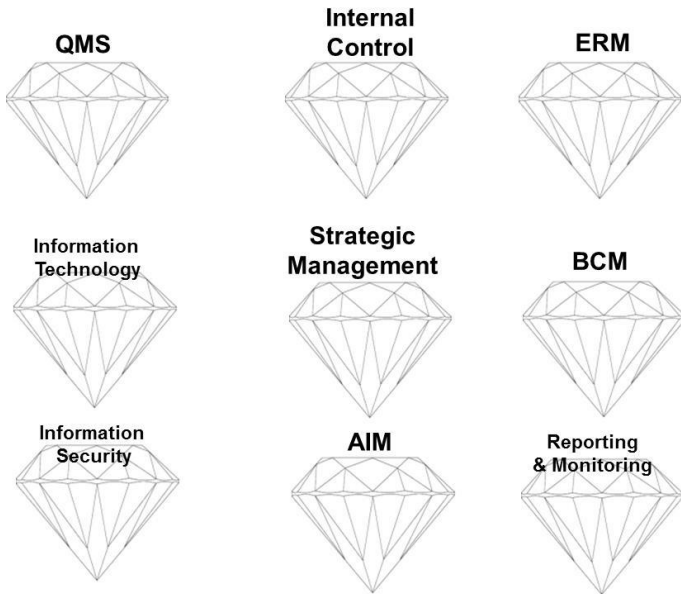 QMS
Internal
Control
ERM
Information
Technology
Strategic
Management
BCM
Information
Security
AIM
Reporting
& Monitoring